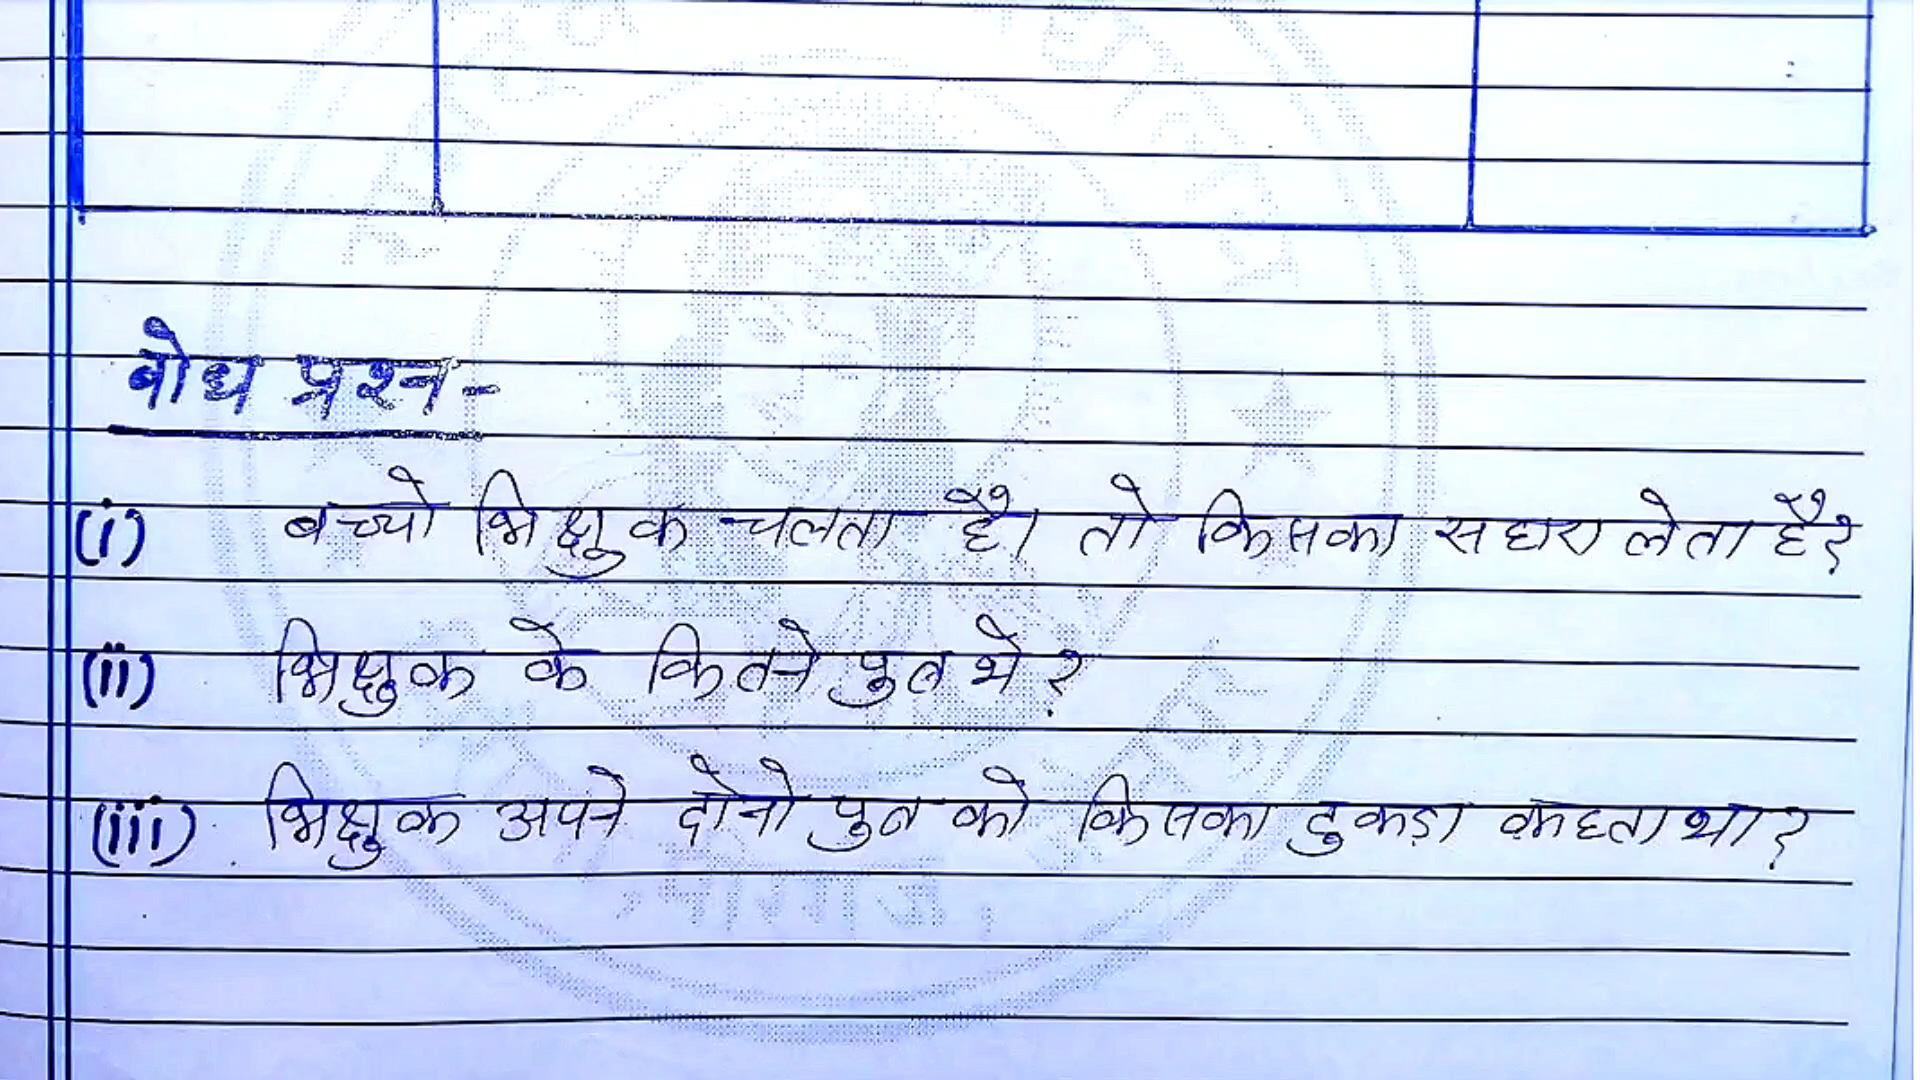 बोध प्रश्न-
(i) बच्चो भिक्षुक चलता है। तो किसका सहारा लेता है?
(ii) भिक्षुक के कितने पुत्र थे?
(iii) भिक्षुक अपने दोनो पुत्र को किसका टुकड़ा कहता था?